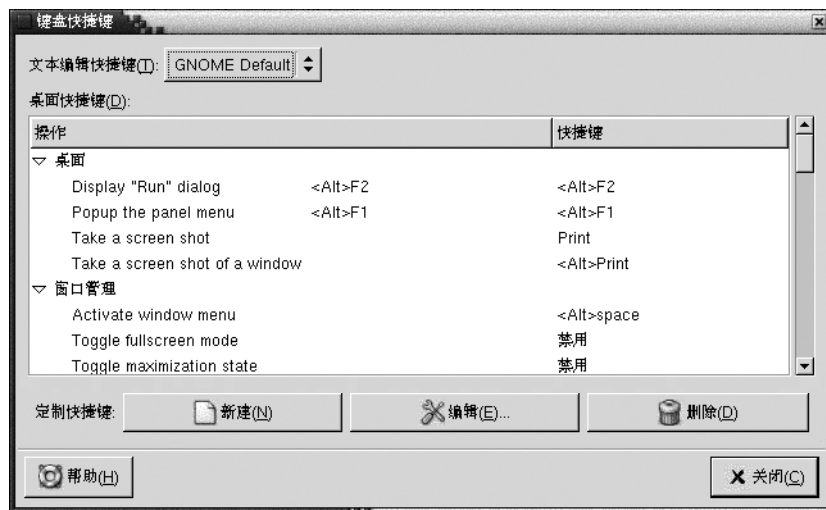 键盘快捷键
文本编辑快捷键(T): GNOME Default
桌面快捷键(D):
操作 快捷键
桌面
Display "Run" dialog <Alt>F2 <Alt>F2
Popup the panel menu <Alt>F1 <Alt>F1
Take a screen shot Print
Take a screen shot of a window <Alt>Print
窗口管理
Activate window menu <Alt>space
Toggle fullscreen mode 禁用
Toggle maximization state 禁用
定制快捷键: 新建(N) 编辑(E)... 删除(D)
帮助(H) 关闭(C)